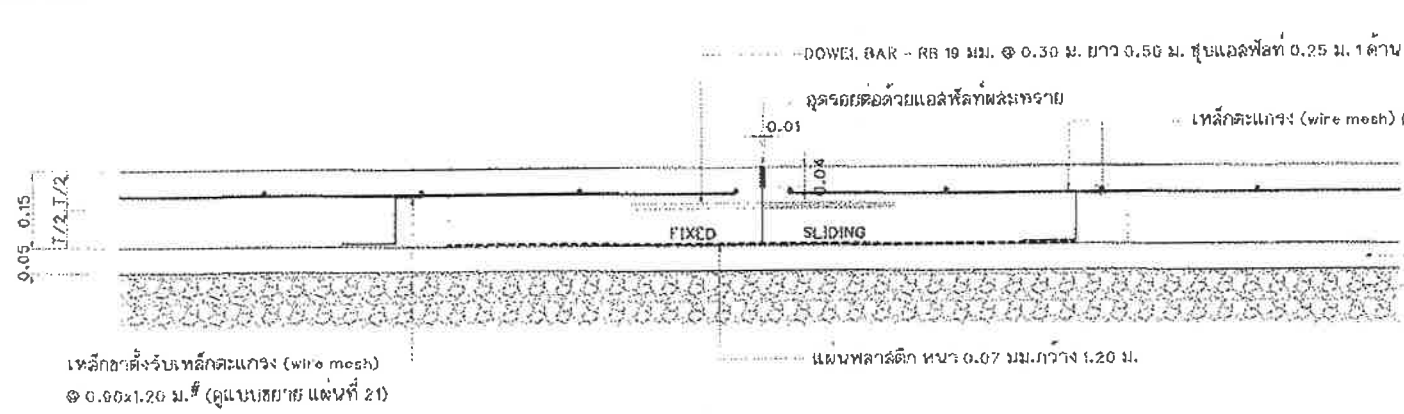 DOWEL BAR - RB 19 มม. @ 0.30 ม. ยาว 0.50 ม. ชุบแอสฟัลท์ 0.25 ม. 1 ด้าน
อุดรอยต่อด้วยแอสฟัลท์ผสมทราย
0.01
เหล็กตะแกรง (wire mesh)
0.04
T/2 T/2
0.15
0.05
FIXED SLIDING
เหล็กขาตั้งรับเหล็กตะแกรง (wire mesh)
@ 0.90x1.20 ม.# (ดูแบบขยาย แผ่นที่ 21)
แผ่นพลาสติก หนา 0.07 มม.กว้าง 1.20 ม.